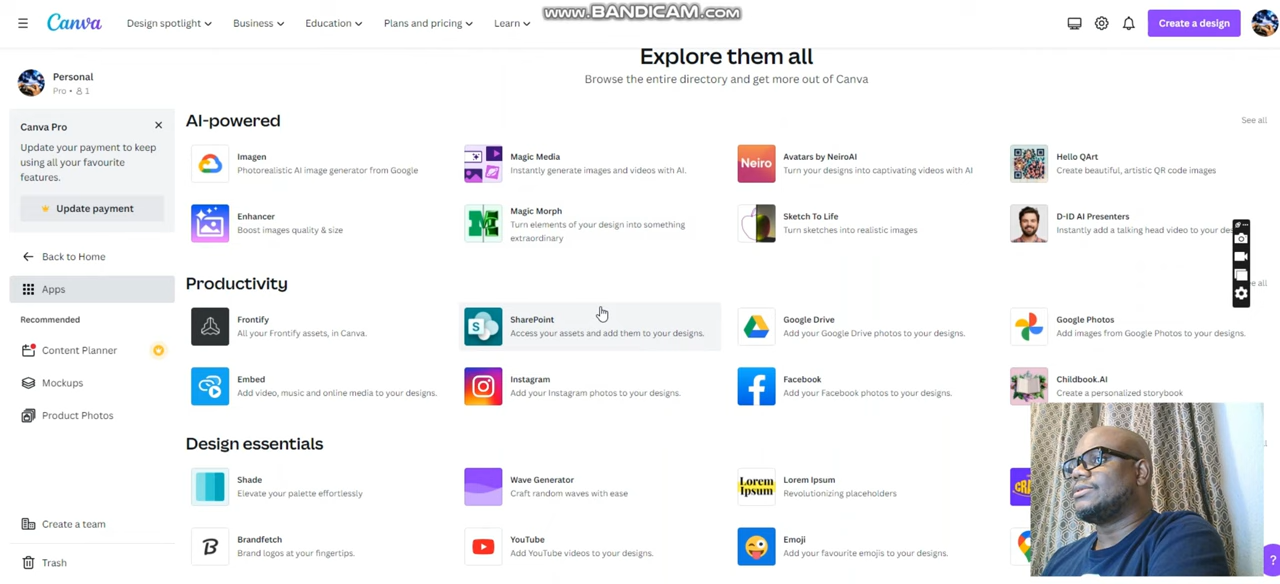 www.BANDICAM.com
Canva
Design spotlight
Business
Education
Plans and pricing
Learn
Create a design
Personal
Pro • 1
Canva Pro
Update your payment to keep
using all your favourite
features.
Update payment
Back to Home
Apps
Recommended
Content Planner
Mockups
Product Photos
Create a team
Trash
Explore them all
Browse the entire directory and get more out of Canva
AI-powered
See all
Imagen
Photorealistic AI image generator from Google
Magic Media
Instantly generate images and videos with AI.
Neiro
Avatars by NeiroAI
Turn your designs into captivating videos with AI
Hello QArt
Create beautiful, artistic QR code images
Enhancer
Boost images quality & size
Magic Morph
Turn elements of your design into something
extraordinary
Sketch To Life
Turn sketches into realistic images
D-ID AI Presenters
Instantly add a talking head video to your
Productivity
all
Frontify
All your Frontify assets, in Canva.
S
SharePoint
Access your assets and add them to your designs.
Google Drive
Add your Google Drive photos to your designs.
Google Photos
Add images from Google Photos to your designs.
Embed
Add video, music and online media to your designs.
Instagram
Add your Instagram photos to your designs.
Facebook
Add your Facebook photos to your designs.
Childbook.AI
Create a personalized storybook
Design essentials
Shade
Elevate your palette effortlessly
Wave Generator
Craft random waves with ease
Lorem
Ipsum
Lorem Ipsum
Revolutionizing placeholders
B
Brandfetch
Brand logos at your fingertips.
YouTube
Add YouTube videos to your designs.
Emoji
Add your favourite emojis to your designs.
?